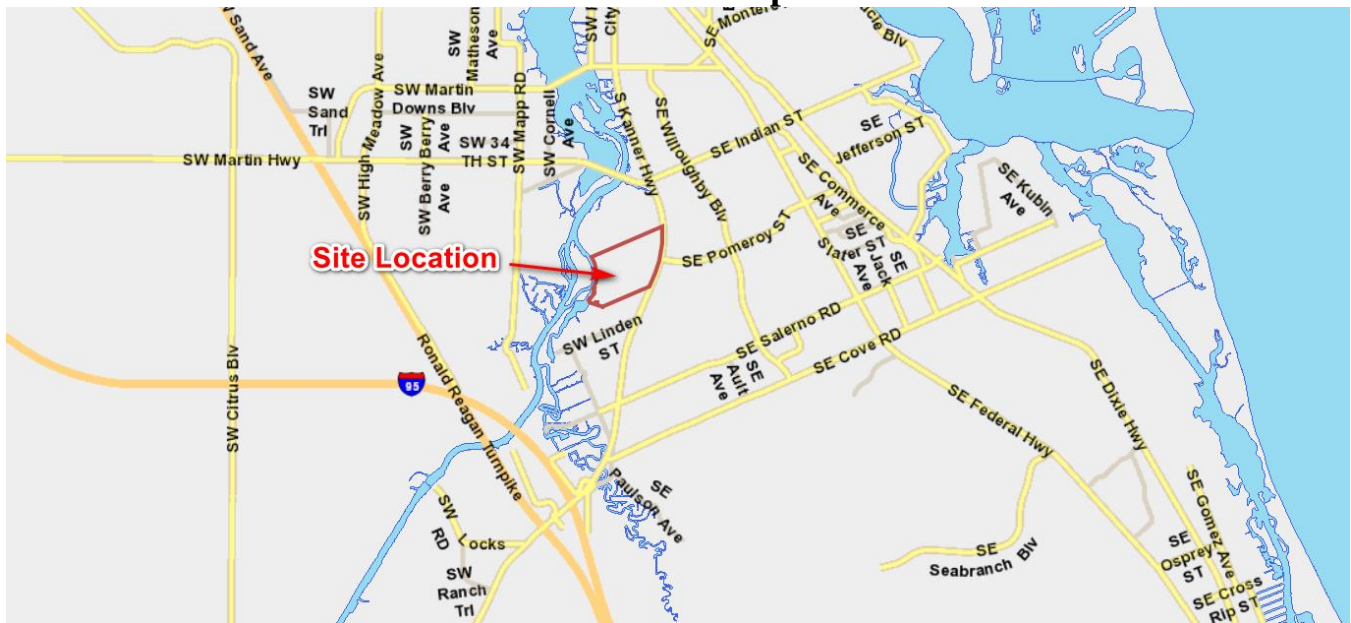 SW Sand Ave
SW
Matheson
Ave
City
SE Monterey
Lucie Blv
SW
Sand
Trl
SW High Meadow Ave
SW Martin
Downs Blv
SW Mapp RD
SW Cornell
Ave
S Kanner Hwy
SE Willoughby Blv
SE Indian ST
SE
Jefferson ST
SW Martin Hwy
SW
Berry Berry
Ave
SW 34
TH ST
SE Commerce
Ave
SE Kubin
Ave
SE Pomeroy ST
SE
Slater ST
Ave
SE
Jack
Site Location
SW Linden
ST
SE Salerno RD
SE Cove RD
SE
Ault
Ave
SW Citrus Blv
95
Ronald Reagan Turnpike
SE Federal Hwy
SE Dixie Hwy
SE
Paulson Ave
SW
RD
Locks
SW
Ranch
Trl
SE
Seabranch Blv
SE Gomez Ave
SE
Osprey
ST
SE Cross
Rip ST